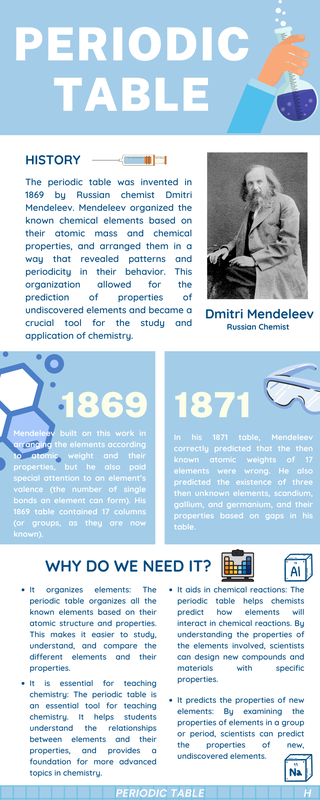 PERIODIC
TABLE
HISTORY
The periodic table was invented in
1869 by Russian chemist Dmitri
Mendeleev. Mendeleev organized the
known chemical elements based on
their atomic mass and chemical
properties, and arranged them in a
way that revealed patterns and
periodicity in their behavior. This
organization allowed for the
prediction of properties of
undiscovered elements and became a
crucial tool for the study and
application of chemistry.
Dmitri Mendeleev
Russian Chemist
1869
Mendeleev built on this work in
arranging the elements according
to atomic weight and their
properties, but he also paid
special attention to an element's
valence (the number of single
bonds an element can form). His
1869 table contained 17 columns
(or groups, as they are now
known).
1871
In his 1871 table, Mendeleev
correctly predicted that the then
known atomic weights of 17
elements were wrong. He also
predicted the existence of three
then unknown elements, scandium,
gallium, and germanium, and their
properties based on gaps in his
table.
WHY DO WE NEED IT?
Al
• It organizes elements: The
periodic table organizes all the
known elements based on their
atomic structure and properties.
This makes it easier to study,
understand, and compare the
different elements and their
properties.
• It is essential for teaching
chemistry: The periodic table is
an essential tool for teaching
chemistry. It helps students
understand the relationships
between elements and their
properties, and provides a
foundation for more advanced
topics in chemistry.
• It aids in chemical reactions: The
periodic table helps chemists
predict how elements will
interact in chemical reactions. By
understanding the properties of
the elements involved, scientists
can design new compounds and
materials with specific
properties.
• It predicts the properties of new
elements: By examining the
properties of elements in a group
or period, scientists can predict
the properties of new,
undiscovered elements.
Na
PERIODIC TABLE
H